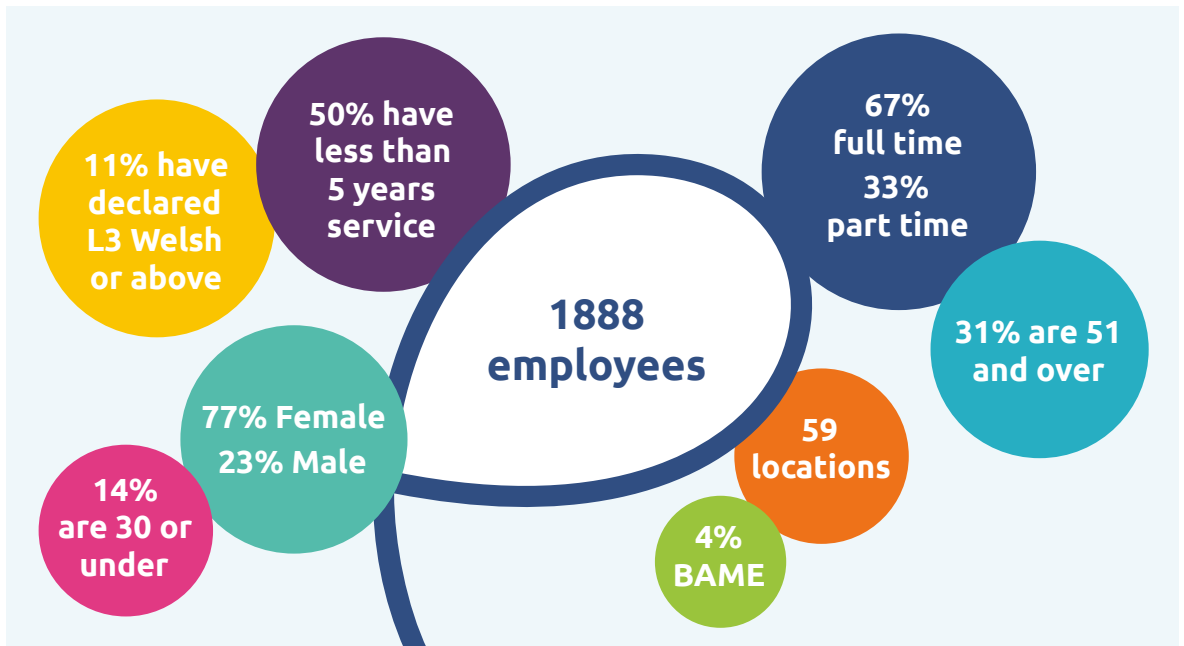 11% have
declared
L3 Welsh
or above
50% have
less than
5 years
service
67%
full time
33%
part time
31% are 51
and over
1888
employees
77% Female
23% Male
14%
are 30 or
under
59
locations
4%
BAME